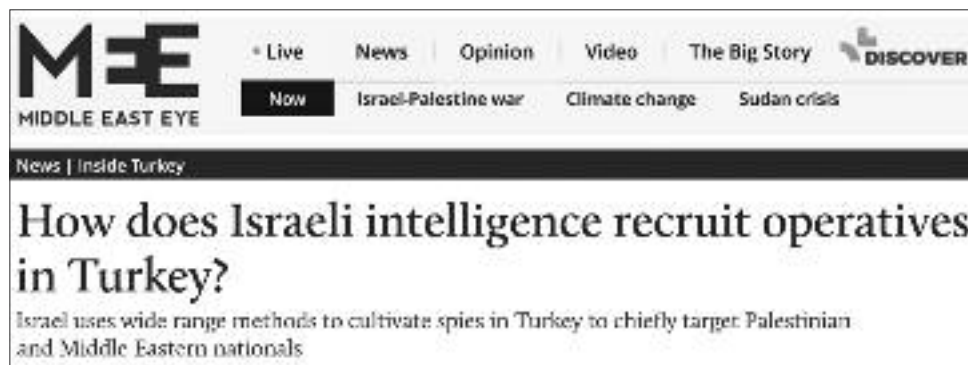 MEE
MIDDLE EAST EYE
• Live News Opinion Video The Big Story DISCOVER
Now Israel-Palestine war Climate change Sudan crisis
News | Inside Turkey
How does Israeli intelligence recruit operatives
in Turkey?
Israel uses wide range methods to cultivate spies in Turkey to chiefly target Palestinian
and Middle Eastern nationals